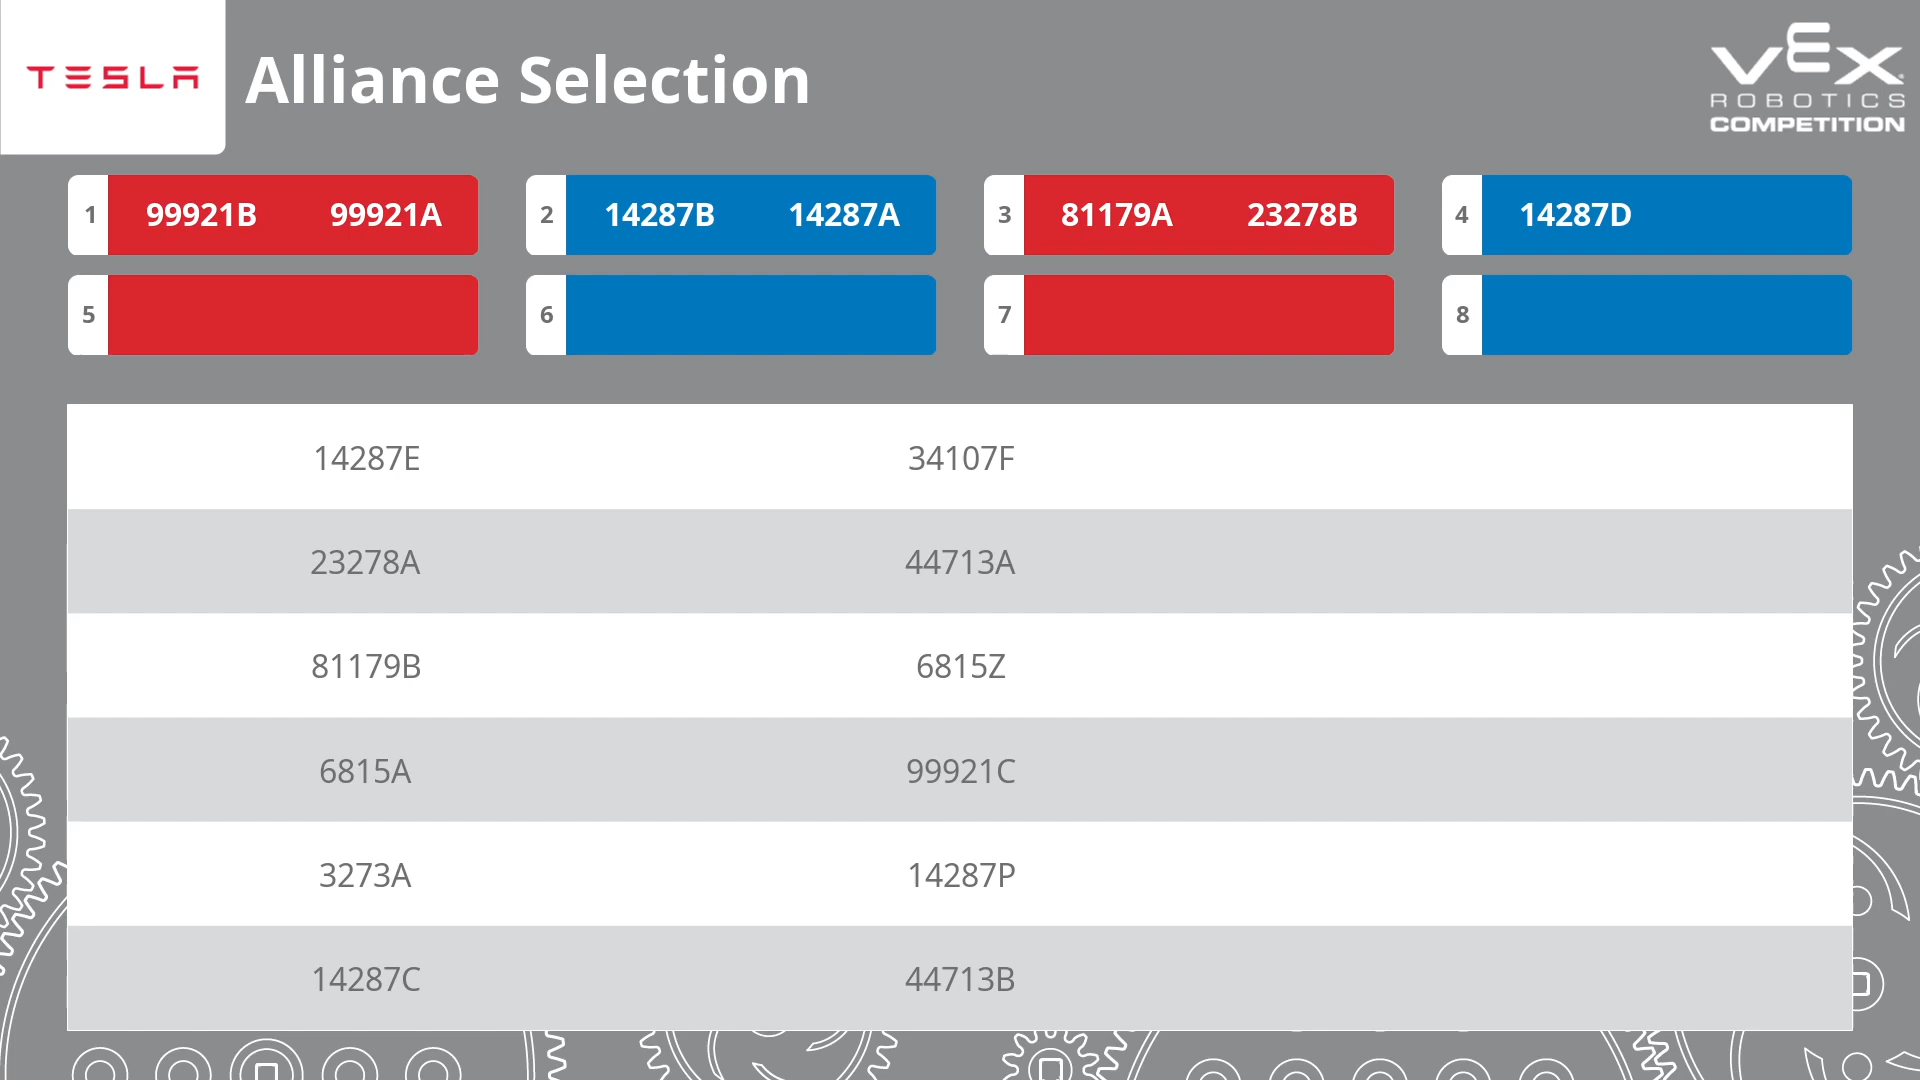 TESLA
Alliance Selection
VEX
ROBOTICS
COMPETITION
1 99921B 99921A
2 14287B 14287A
3 81179A 23278B
4 14287D
5
6
7
8
14287E 34107F
23278A 44713A
81179B 6815Z
6815A 99921C
3273A 14287P
14287C 44713B